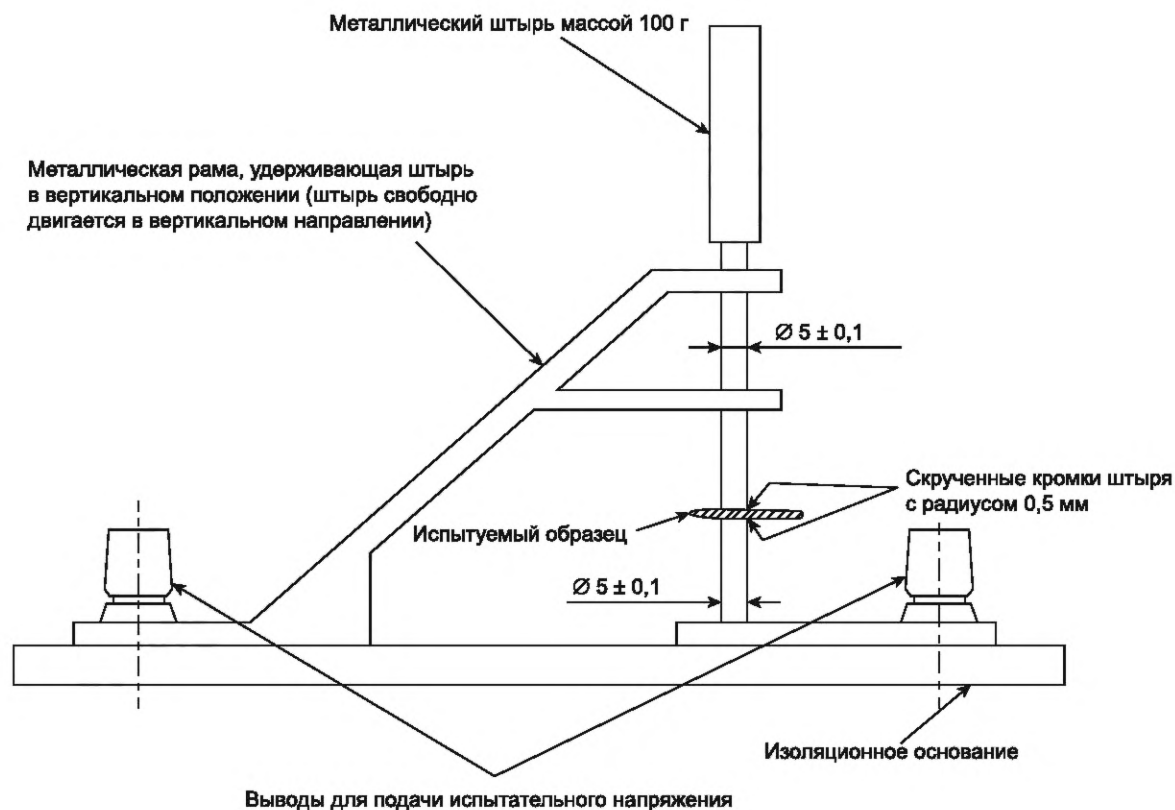 Металлический штырь массой 100 г
Металлическая рама, удерживающая штырь
в вертикальном положении (штырь свободно
двигается в вертикальном направлении)
Ø 5 ± 0,1
Скрученные кромки штыря
с радиусом 0,5 мм
Испытуемый образец
Ø 5 ± 0,1
Изоляционное основание
Выводы для подачи испытательного напряжения